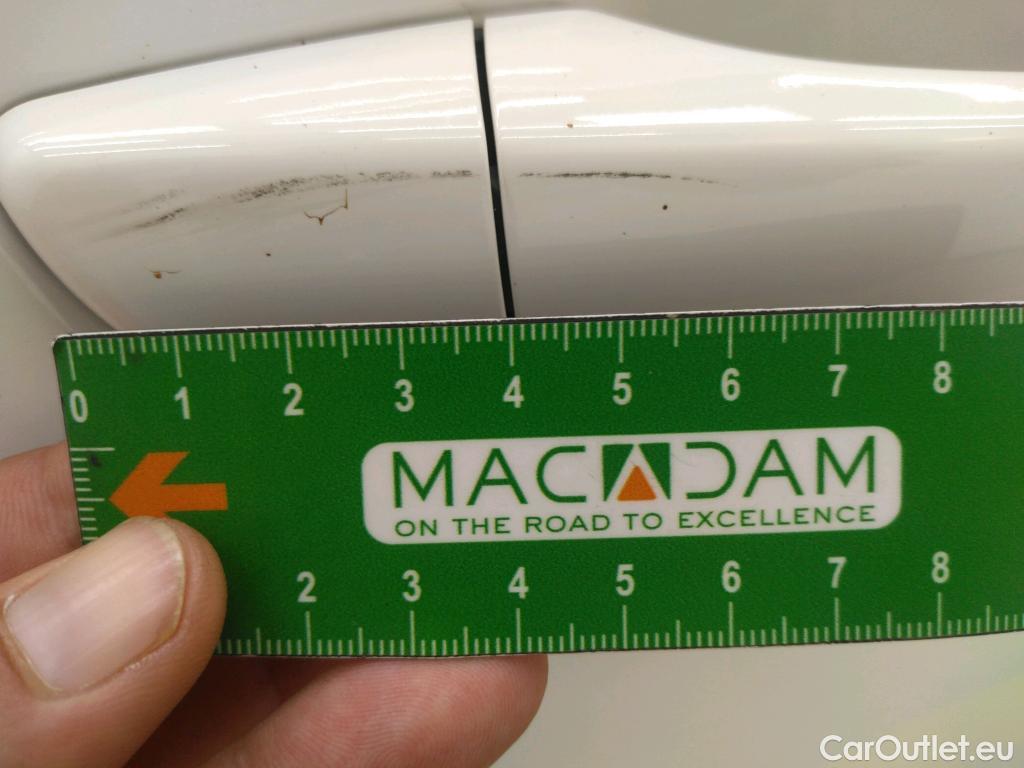 0 1 2 3 4 5 6 7 8
MACADAM
ON THE ROAD TO EXCELLENCE
2 3 4 5 6 7 8
CarOutlet.eu